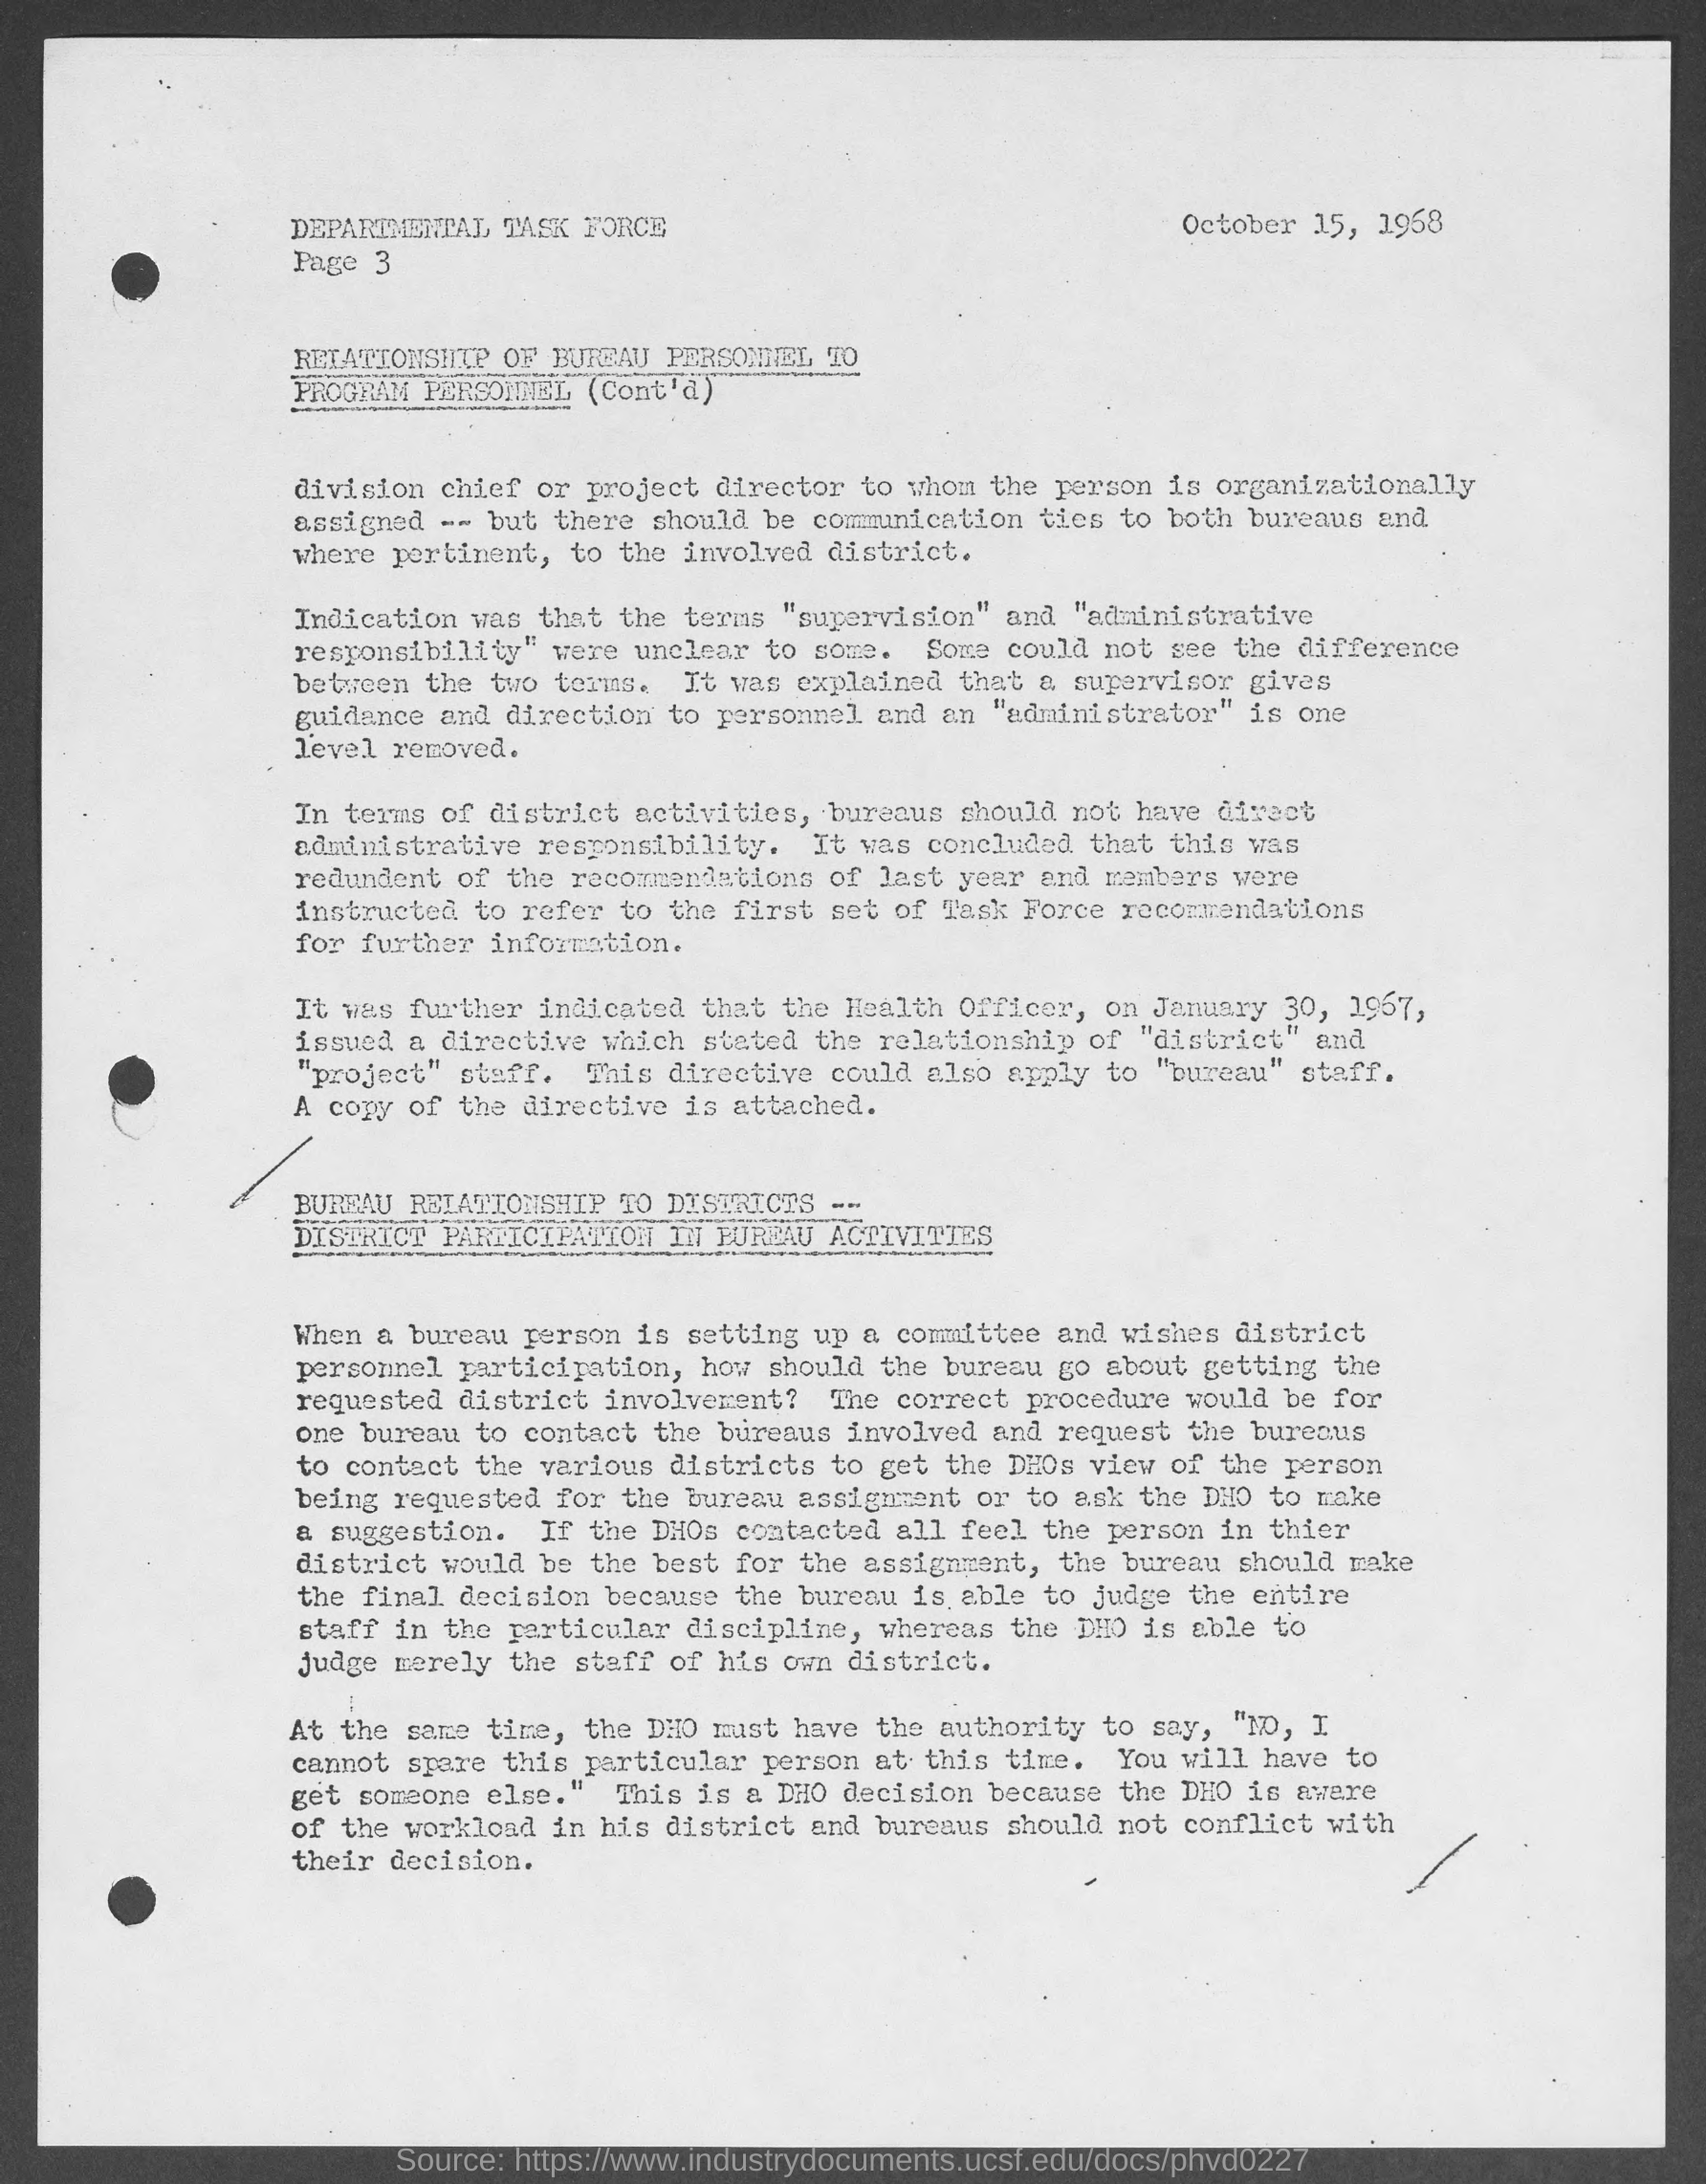 DEPARTMENTAL TASK FORCE
October 15, 1968
Page 3
RELATIONSHIP OF BUREAU PERSONNEL TO
PROGRAM PERSONNEL (Cont'd)
division chief or project director to whom the person is organizationally
assigned -- but there should be communication ties to both bureaus and
where pertinent, to the involved district.
Indication was that the terms "supervision" and "administrative
responsibility" were unclear to some. Some could not see the difference
between the two terms. It was explained that a supervisor gives
guidance and direction to personnel and an "administrator" is one
level removed.
In terms of district activities, bureaus should not have direct
administrative responsibility. It was concluded that this was
redundent of the recommendations of last year and members were
instructed to refer to the first set of Task Force recommendations
for further information.
It was further indicated that the Health Officer, on January 30, 1967,
issued a directive which stated the relationship of "district" and
"project" staff. This directive could also apply to "bureau" staff.
A copy of the directive is attached.
BUREAU RELATIONSHIP TO DISTRICTS --
DISTRICT PARTICIPATION IN BUREAU ACTIVITIES
When a bureau person is setting up a committee and wishes district
personnel participation, how should the bureau go about getting the
requested district involvement? The correct procedure would be for
one bureau to contact the bureaus involved and request the bureaus
to contact the various districts to get the DHOs view of the person
being requested for the bureau assignment or to ask the DHO to make
a suggestion. If the DHOs contacted all feel the person in thier
district would be the best for the assignment, the bureau should make
the final decision because the bureau is able to judge the entire
staff in the particular discipline, whereas the DHO is able to
judge merely the staff of his own district.
At the same time, the DHO must have the authority to say, "NO, I
cannot spare this particular person at this time. You will have to
get someone else." This is a DHO decision because the DHO is aware
of the workload in his district and bureaus should not conflict with
their decision.
Source: https://www.industrydocuments.ucsf.edu/docs/phvd0227